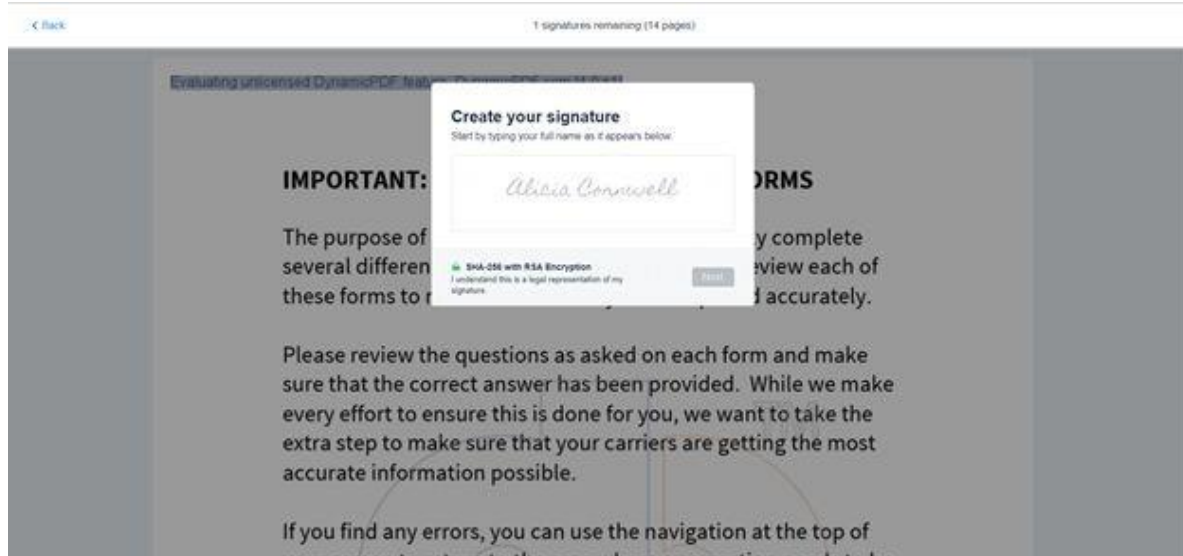 Back
1 signatures remaining (14 pages)
Evaluating unlicensed DynamicPDF feature. DynamicPDF.com
Create your signature
Start by typing your full name as it appears below.
Alicia Cornwell
SHA-256 with RSA Encryption
I understand this is a legal representation of my
signature.
Next
IMPORTANT: ORMS
The purpose of y complete
several differen eview each of
these forms to d accurately.
Please review the questions as asked on each form and make
sure that the correct answer has been provided. While we make
every effort to ensure this is done for you, we want to take the
extra step to make sure that your carriers are getting the most
accurate information possible.
If you find any errors, you can use the navigation at the top of